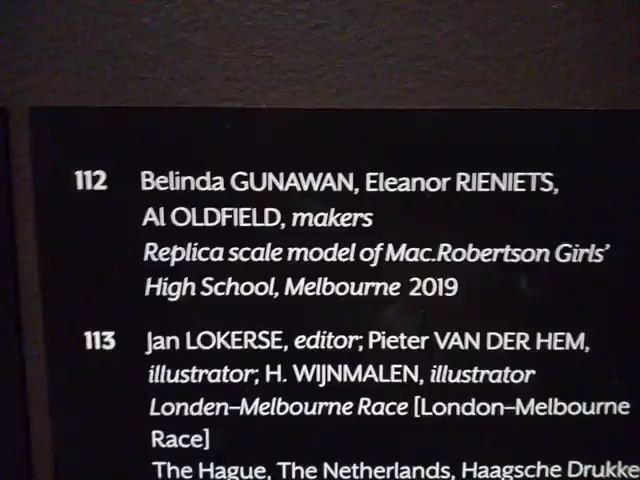 112 Belinda GUNAWAN, Eleanor RIENIETS,
Al OLDFIELD, makers
Replica scale model of Mac.Robertson Girls'
High School, Melbourne 2019
113 Jan LOKERSE, editor; Pieter VAN DER HEM,
illustrator; H. WIJNMALEN, illustrator
Londen–Melbourne Race [London–Melbourne
Race]
The Hague, The Netherlands, Haagsche Drukke